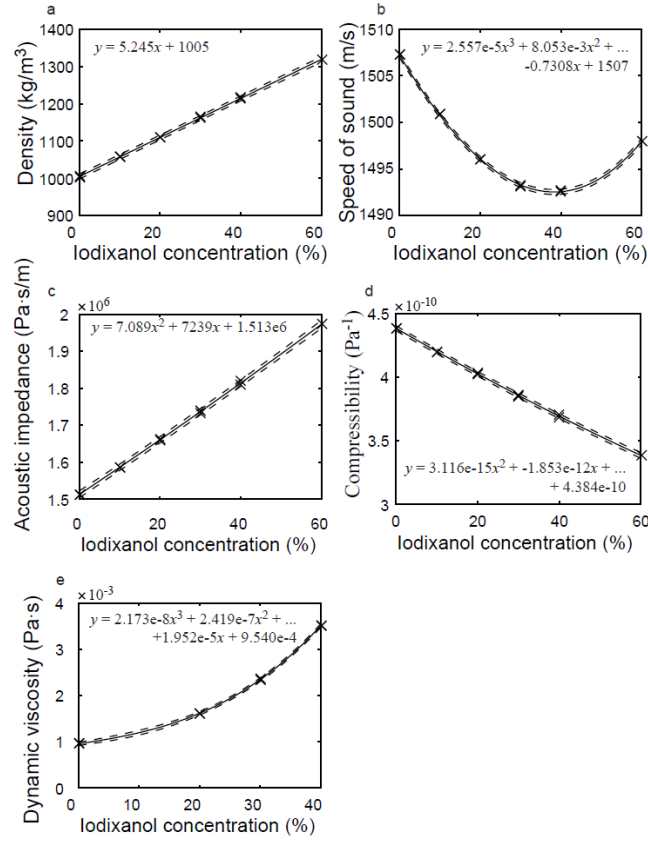 a
y = 5.245x + 1005
Density (kg/m³)
1400
1300
1200
1100
1000
900
0 20 40 60
Iodixanol concentration (%)
b
y = 2.557e-5x³ + 8.053e-3x² + ...
-0.7308x + 1507
Speed of sound (m/s)
1510
1500
1495
1490
0 20 40 60
Iodixanol concentration (%)
c
× 10⁶
y = 7.089x² + 7239x + 1.513e6
Acoustic impedance (Pa·s/m)
2
1.9
1.8
1.7
1.6
1.5
0 20 40 60
Iodixanol concentration (%)
d
× 10⁻¹⁰
Compressibility (Pa⁻¹)
4.5
4
3.5
3
y = 3.116e-15x² + -1.853e-12x + ...
+ 4.384e-10
0 20 40 60
Iodixanol concentration (%)
e
× 10⁻³
y = 2.173e-8x³ + 2.419e-7x² + ...
+1.952e-5x + 9.540e-4
Dynamic viscosity (Pa·s)
4
3
2
1
0
0 10 20 30 40
Iodixanol concentration (%)